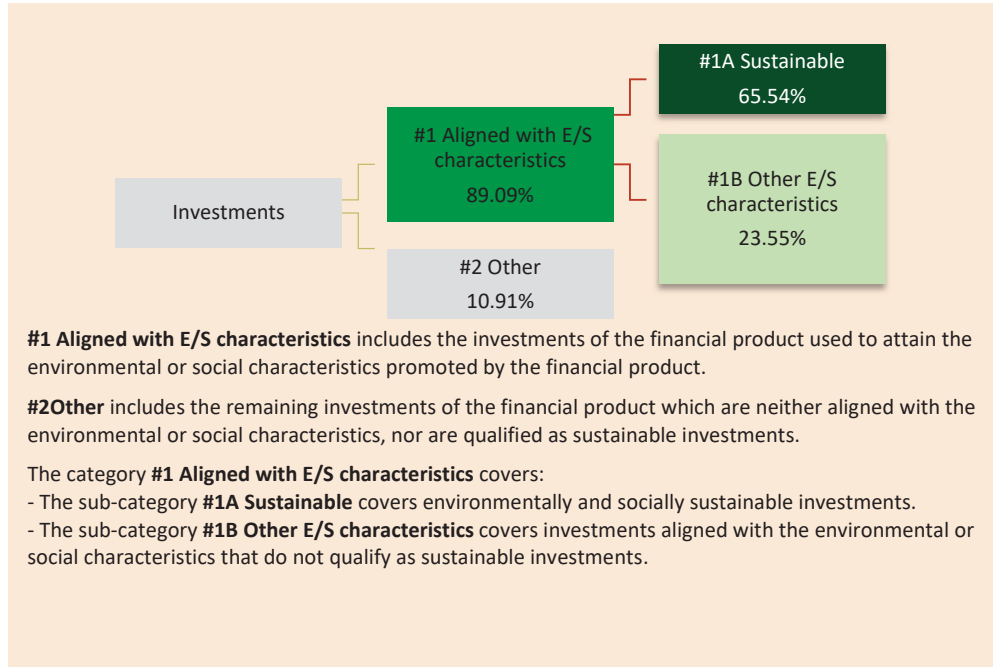 #1A Sustainable
65.54%
#1 Aligned with E/S
characteristics
89.09%
#1B Other E/S
characteristics
23.55%
Investments
#2 Other
10.91%
#1 Aligned with E/S characteristics includes the investments of the financial product used to attain the
environmental or social characteristics promoted by the financial product.
#2Other includes the remaining investments of the financial product which are neither aligned with the
environmental or social characteristics, nor are qualified as sustainable investments.
The category #1 Aligned with E/S characteristics covers:
- The sub-category #1A Sustainable covers environmentally and socially sustainable investments.
- The sub-category #1B Other E/S characteristics covers investments aligned with the environmental or
social characteristics that do not qualify as sustainable investments.